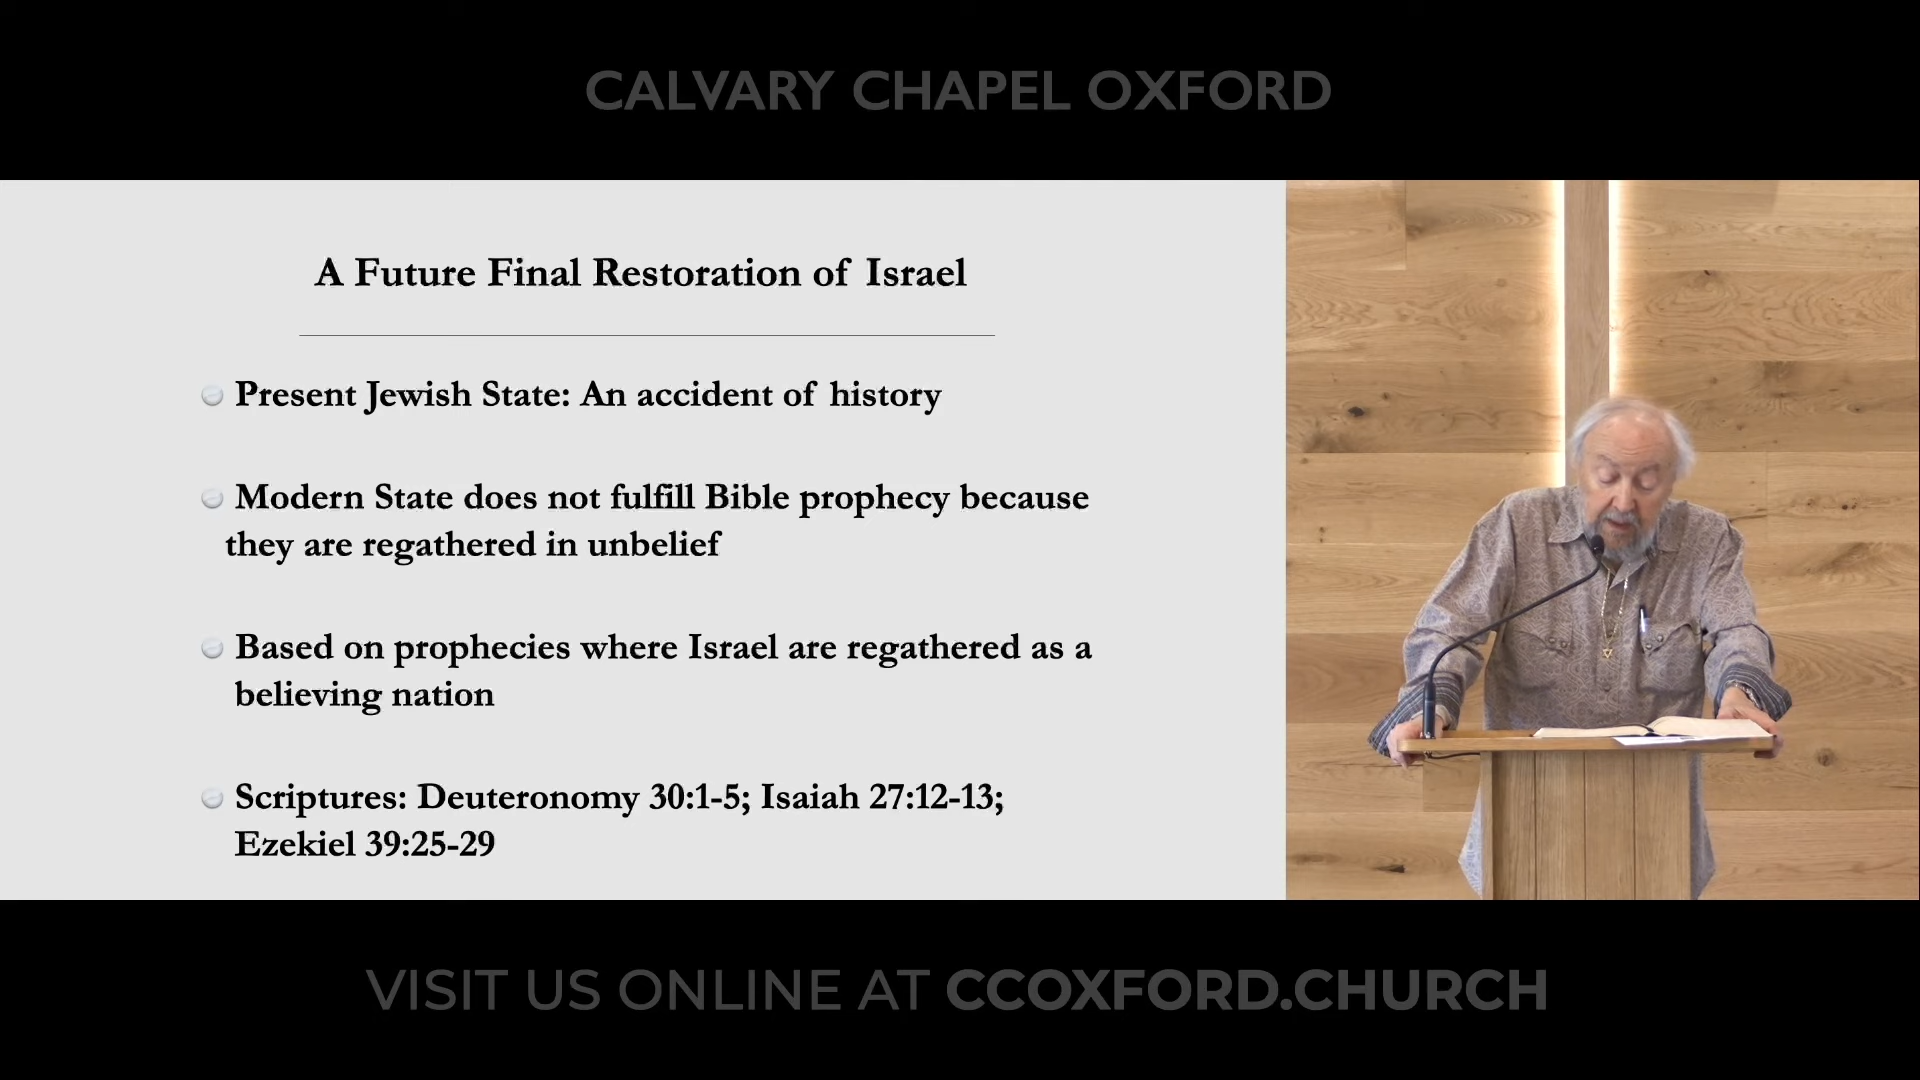 CALVARY CHAPEL OXFORD
A Future Final Restoration of Israel
Present Jewish State: An accident of history
Modern State does not fulfill Bible prophecy because
they are regathered in unbelief
Based on prophecies where Israel are regathered as a
believing nation
Scriptures: Deuteronomy 30:1-5; Isaiah 27:12-13;
Ezekiel 39:25-29
VISIT US ONLINE AT CCOXFORD.CHURCH